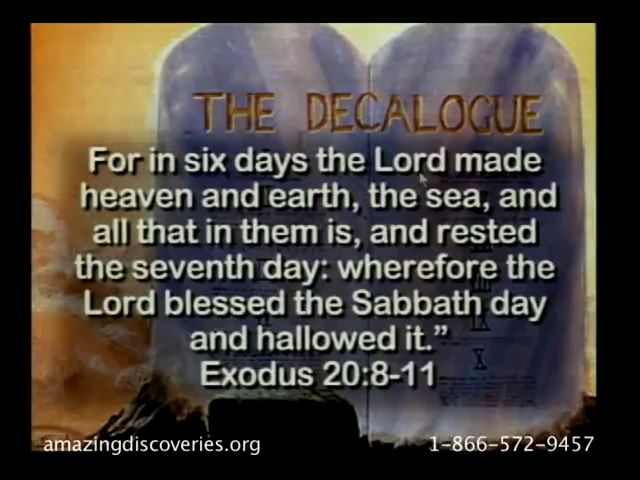 THE DECALOGUE
For in six days the Lord made
heaven and earth, the sea, and
all that in them is, and rested
the seventh day: wherefore the
Lord blessed the Sabbath day
and hallowed it.”
Exodus 20:8-11
amazingdiscoveries.org
1-866-572-9457